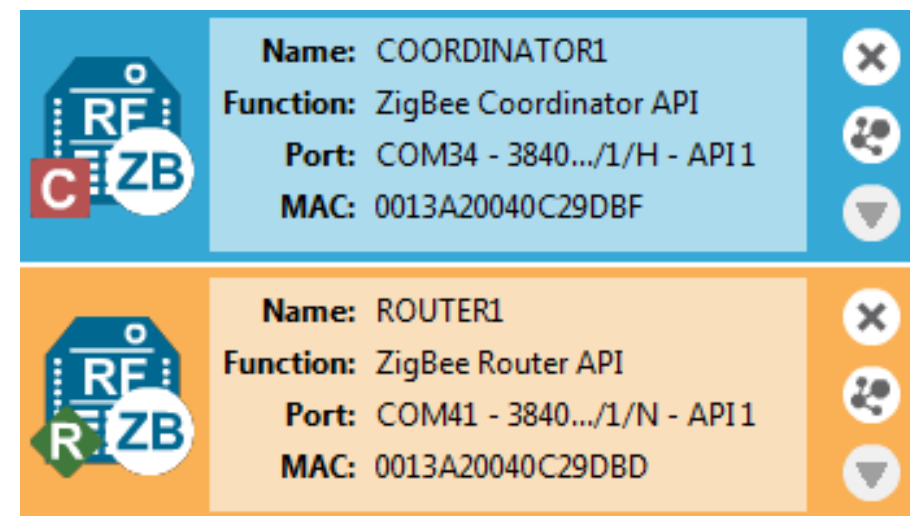 RF
C
ZB
Name: COORDINATOR1
Function: ZigBee Coordinator API
Port: COM34 - 3840.../1/H - API 1
MAC: 0013A20040C29DBF
RF
R
ZB
Name: ROUTER1
Function: ZigBee Router API
Port: COM41 - 3840.../1/N - API 1
MAC: 0013A20040C29DBD